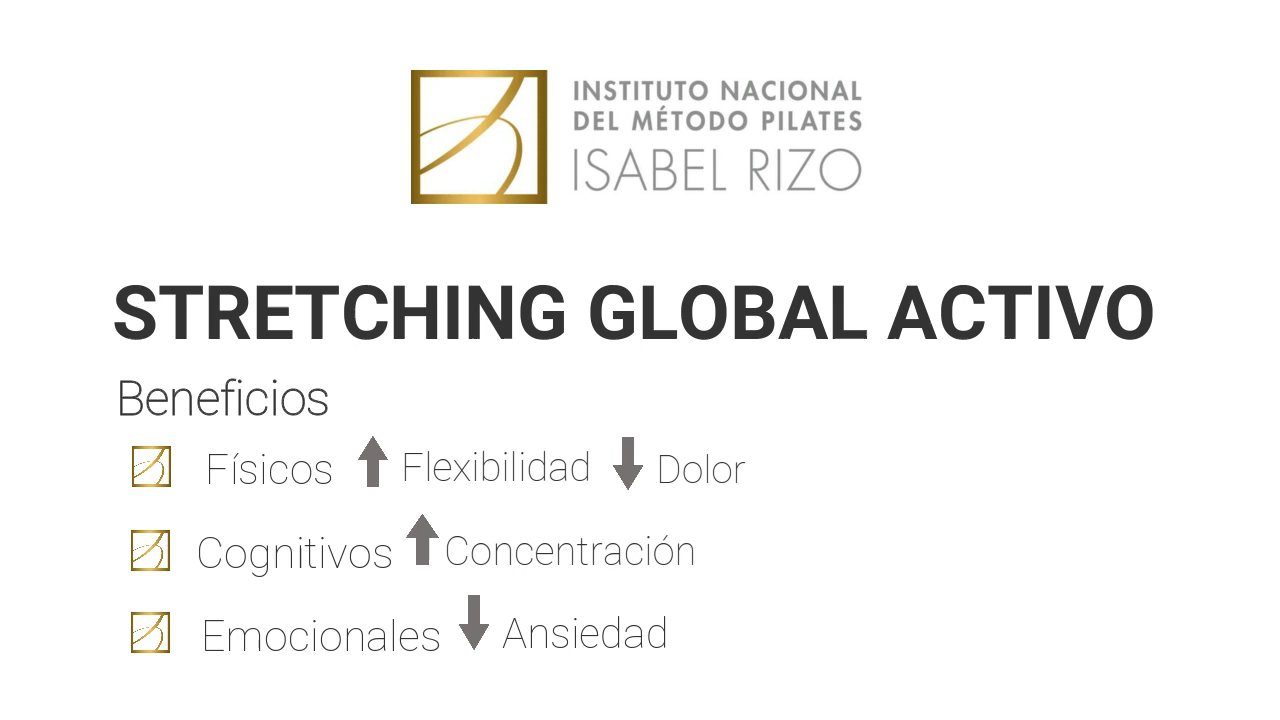 INSTITUTO NACIONAL
DEL MÉTODO PILATES
ISABEL RIZO
STRETCHING GLOBAL ACTIVO
Beneficios
Físicos Flexibilidad Dolor
Cognitivos Concentración
Emocionales Ansiedad